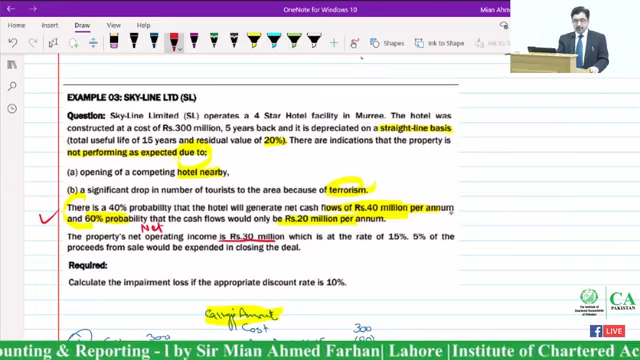 OneNote for Windows 10
Mian Ahmed
Home
Insert
Draw
View
Help
Shapes
Ink to Shape
EXAMPLE 03: SKY-LINE LTD (SL)
Question: Sky-Line Limited (SL) operates a 4 Star Hotel facility in Murree. The hotel was
constructed at a cost of Rs.300 million, 5 years back and it is depreciated on a straight-line basis
(total useful life of 15 years and residual value of 20%). There are indications that the property is
not performing as expected due to;
(a) opening of a competing hotel nearby,
(b) a significant drop in number of tourists to the area because of terrorism.
There is a 40% probability that the hotel will generate net cash flows of Rs.40 million per annum
and 60% probability that the cash flows would only be Rs.20 million per annum.
Net
The property's net operating income is Rs.30 million which is at the rate of 15%. 5% of the
proceeds from sale would be expended in closing the deal.
Required:
Calculate the impairment loss if the appropriate discount rate is 10%.
Cost
300
300
CA
PAKISTAN
LIVE
counting & Reporting - I by Sir Mian Ahmed Farhan, Lecturer at Institute of Chartered Ac